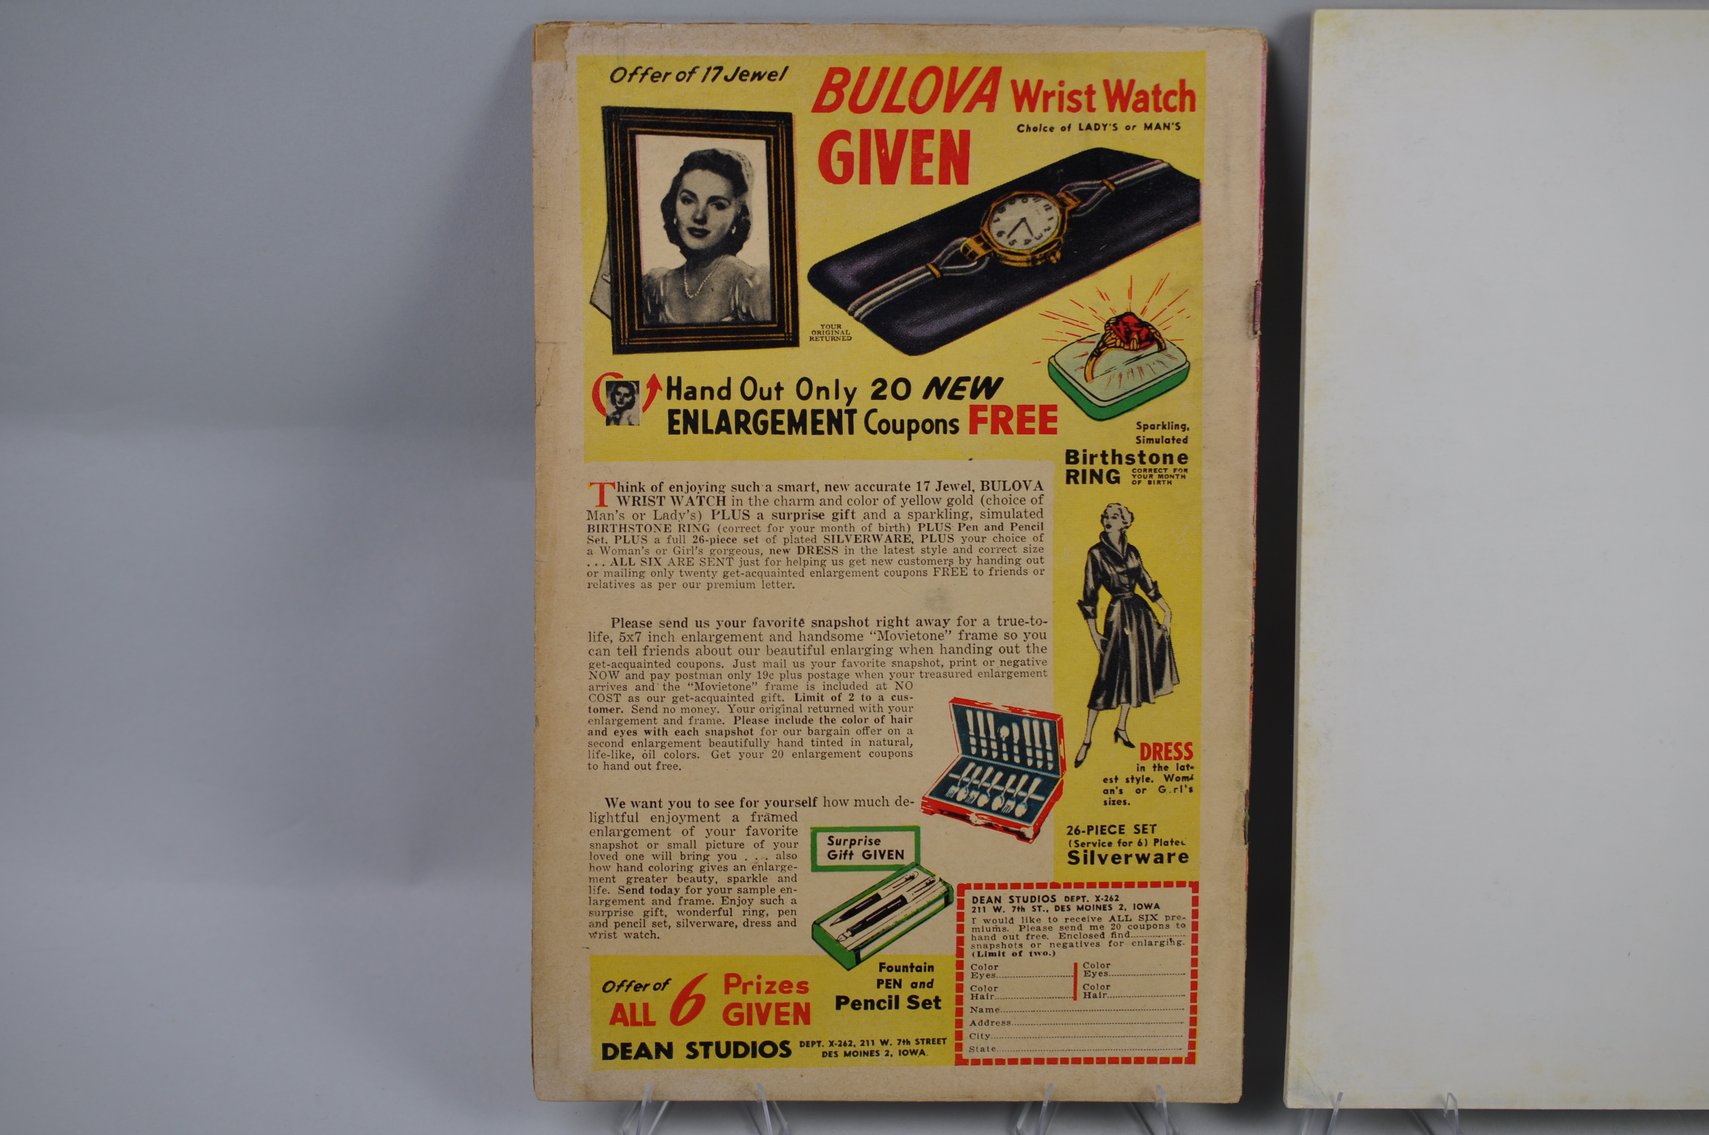 Offer of 17 Jewel
BULOVA Wrist Watch
Choice of LADY'S or MAN'S
GIVEN
YOUR
ORIGINAL
RETURNED
Hand Out Only 20 NEW
ENLARGEMENT Coupons FREE
Sparkling,
Simulated
Birthstone
RING CORRECT FOR
YOUR MONTH
OF BIRTH
Think of enjoying such a smart, new accurate 17 Jewel, BULOVA
WRIST WATCH in the charm and color of yellow gold (choice of
Man's or Lady's) PLUS a surprise gift and a sparkling, simulated
BIRTHSTONE RING (correct for your month of birth) PLUS Pen and Pencil
Set, PLUS a full 26-piece set of plated SILVERWARE, PLUS your choice of
a Woman's or Girl's gorgeous, new DRESS in the latest style and correct size
. . . ALL SIX ARE SENT just for helping us get new customers by handing out
or mailing only twenty get-acquainted enlargement coupons FREE to friends or
relatives as per our premium letter.
Please send us your favorite snapshot right away for a true-to-
life, 5x7 inch enlargement and handsome "Movietone" frame so you
can tell friends about our beautiful enlarging when handing out the
get-acquainted coupons. Just mail us your favorite snapshot, print or negative
NOW and pay postman only 19c plus postage when your treasured enlargement
arrives and the "Movietone" frame is included at NO
COST as our get-acquainted gift. Limit of 2 to a cus-
tomer. Send no money. Your original returned with your
enlargement and frame. Please include the color of hair
and eyes with each snapshot for our bargain offer on a
second enlargement beautifully hand tinted in natural,
life-like, oil colors. Get your 20 enlargement coupons
to hand out free.
DRESS
in the lat-
est style. Wom-
an's or G.rl's
sizes.
We want you to see for yourself how much de-
lightful enjoyment a framed
enlargement of your favorite
snapshot or small picture of your
loved one will bring you . . . also
how hand coloring gives an enlarge-
ment greater beauty, sparkle and
life. Send today for your sample en-
largement and frame. Enjoy such a
surprise gift, wonderful ring, pen
and pencil set, silverware, dress and
wrist watch.
Surprise
Gift GIVEN
26-PIECE SET
(Service for 6) Plated
Silverware
Fountain
PEN and
Pencil Set
Offer of
ALL 6 Prizes
GIVEN
DEAN STUDIOS DEPT. X-262, 211 W. 7th STREET
DES MOINES 2, IOWA.
DEAN STUDIOS DEPT. X-262
211 W. 7th ST., DES MOINES 2, IOWA
I would like to receive ALL SIX pre-
miums. Please send me 20 coupons to
hand out free. Enclosed find..............
snapshots or negatives for enlarging.
(Limit of two.)
Color Color
Eyes.................... Eyes....................
Color Color
Hair.................... Hair....................
Name..................................................
Address..............................................
City....................................................
State..................................................